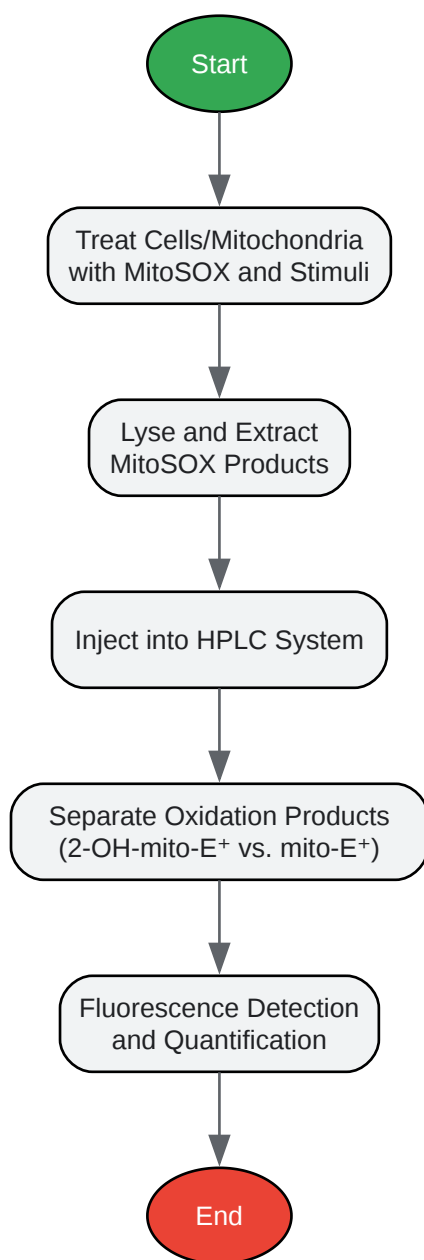 Start
Treat Cells/Mitochondria
with MitoSOX and Stimuli
Lyse and Extract
MitoSOX Products
Inject into HPLC System
Separate Oxidation Products
(2-OH-mito-E⁺ vs. mito-E⁺)
Fluorescence Detection
and Quantification
End